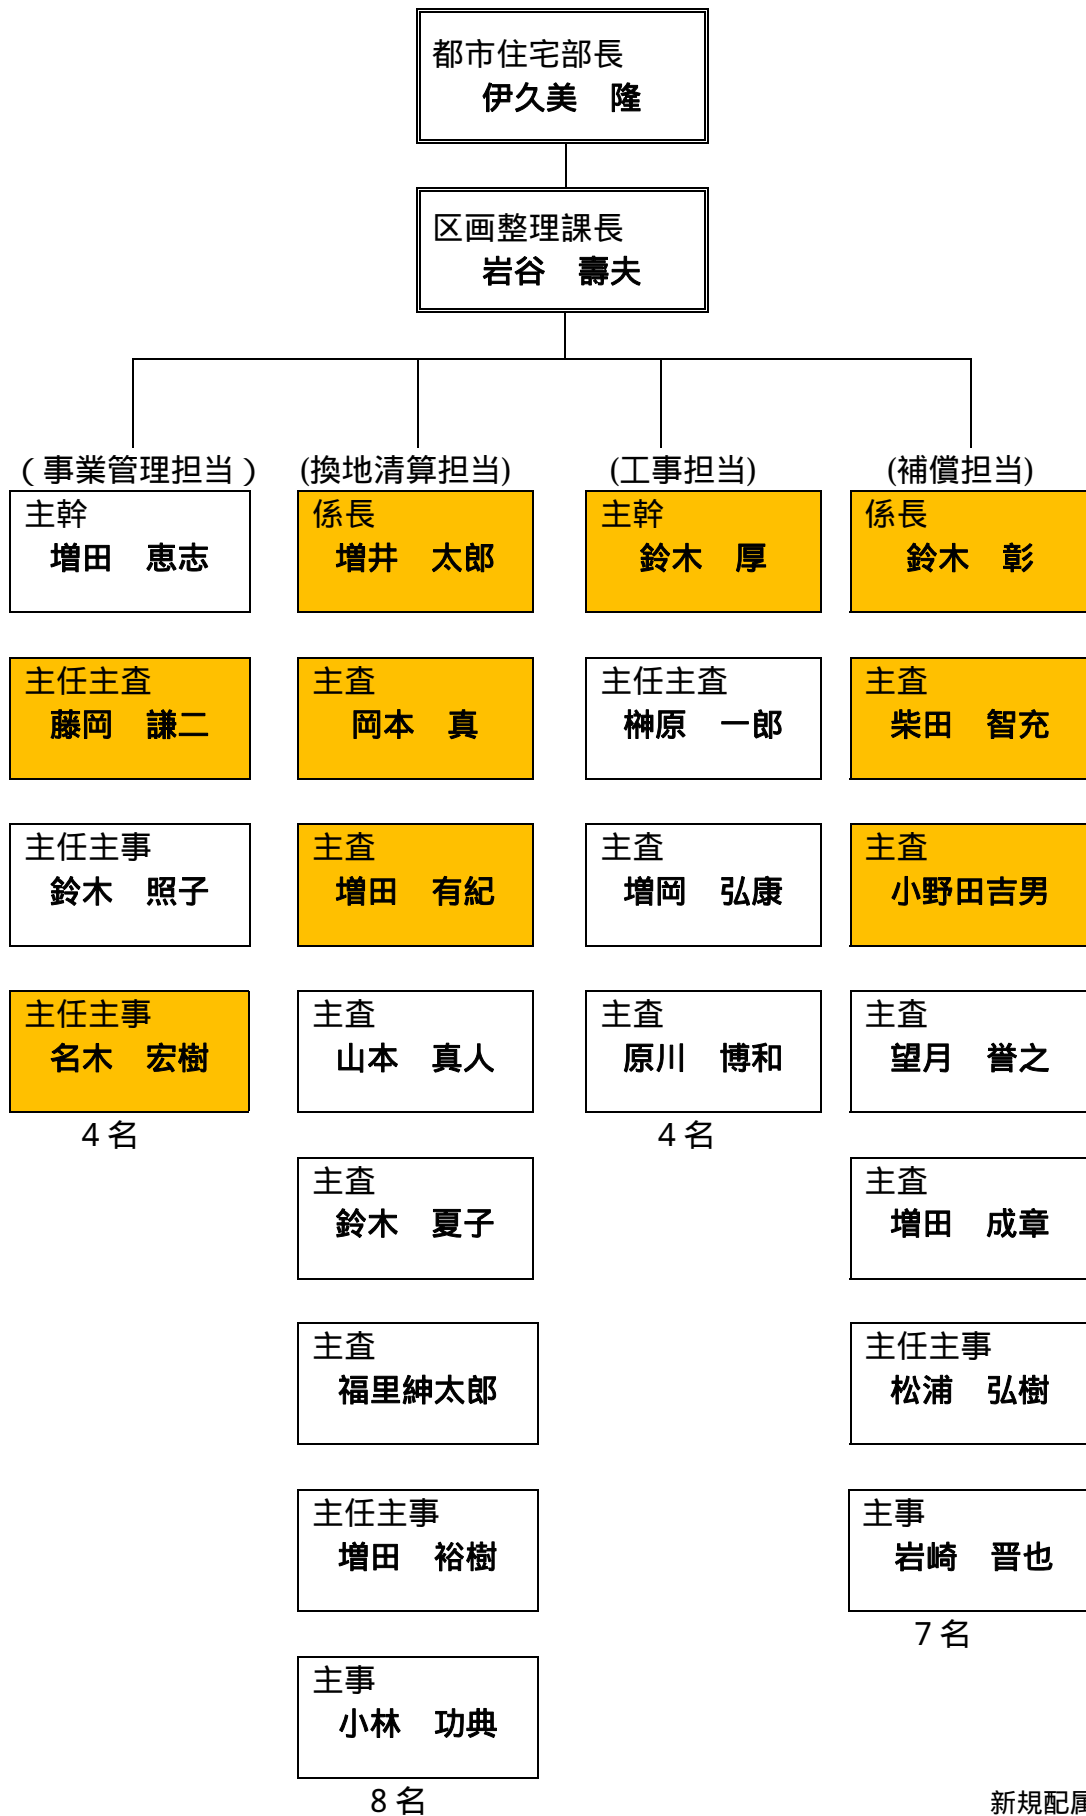 都市住宅部長
伊久美　隆
区画整理課長
岩谷　壽夫
（事業管理担当）
主幹
増田　恵志
主任主査
藤岡　謙二
主任主事
鈴木　照子
主任主事
名木　宏樹
4名
(換地清算担当)
係長
増井　太郎
主査
岡本　真
主査
増田　有紀
主査
山本　真人
主査
鈴木　夏子
主査
福里紳太郎
主任主事
増田　裕樹
主事
小林　功典
8名
(工事担当)
主幹
鈴木　厚
主任主査
榊原　一郎
主査
増岡　弘康
主査
原川　博和
4名
(補償担当)
係長
鈴木　彰
主査
柴田　智充
主査
小野田吉男
主査
望月　誉之
主査
増田　成章
主任主事
松浦　弘樹
主事
岩崎　晋也
7名
新規配属